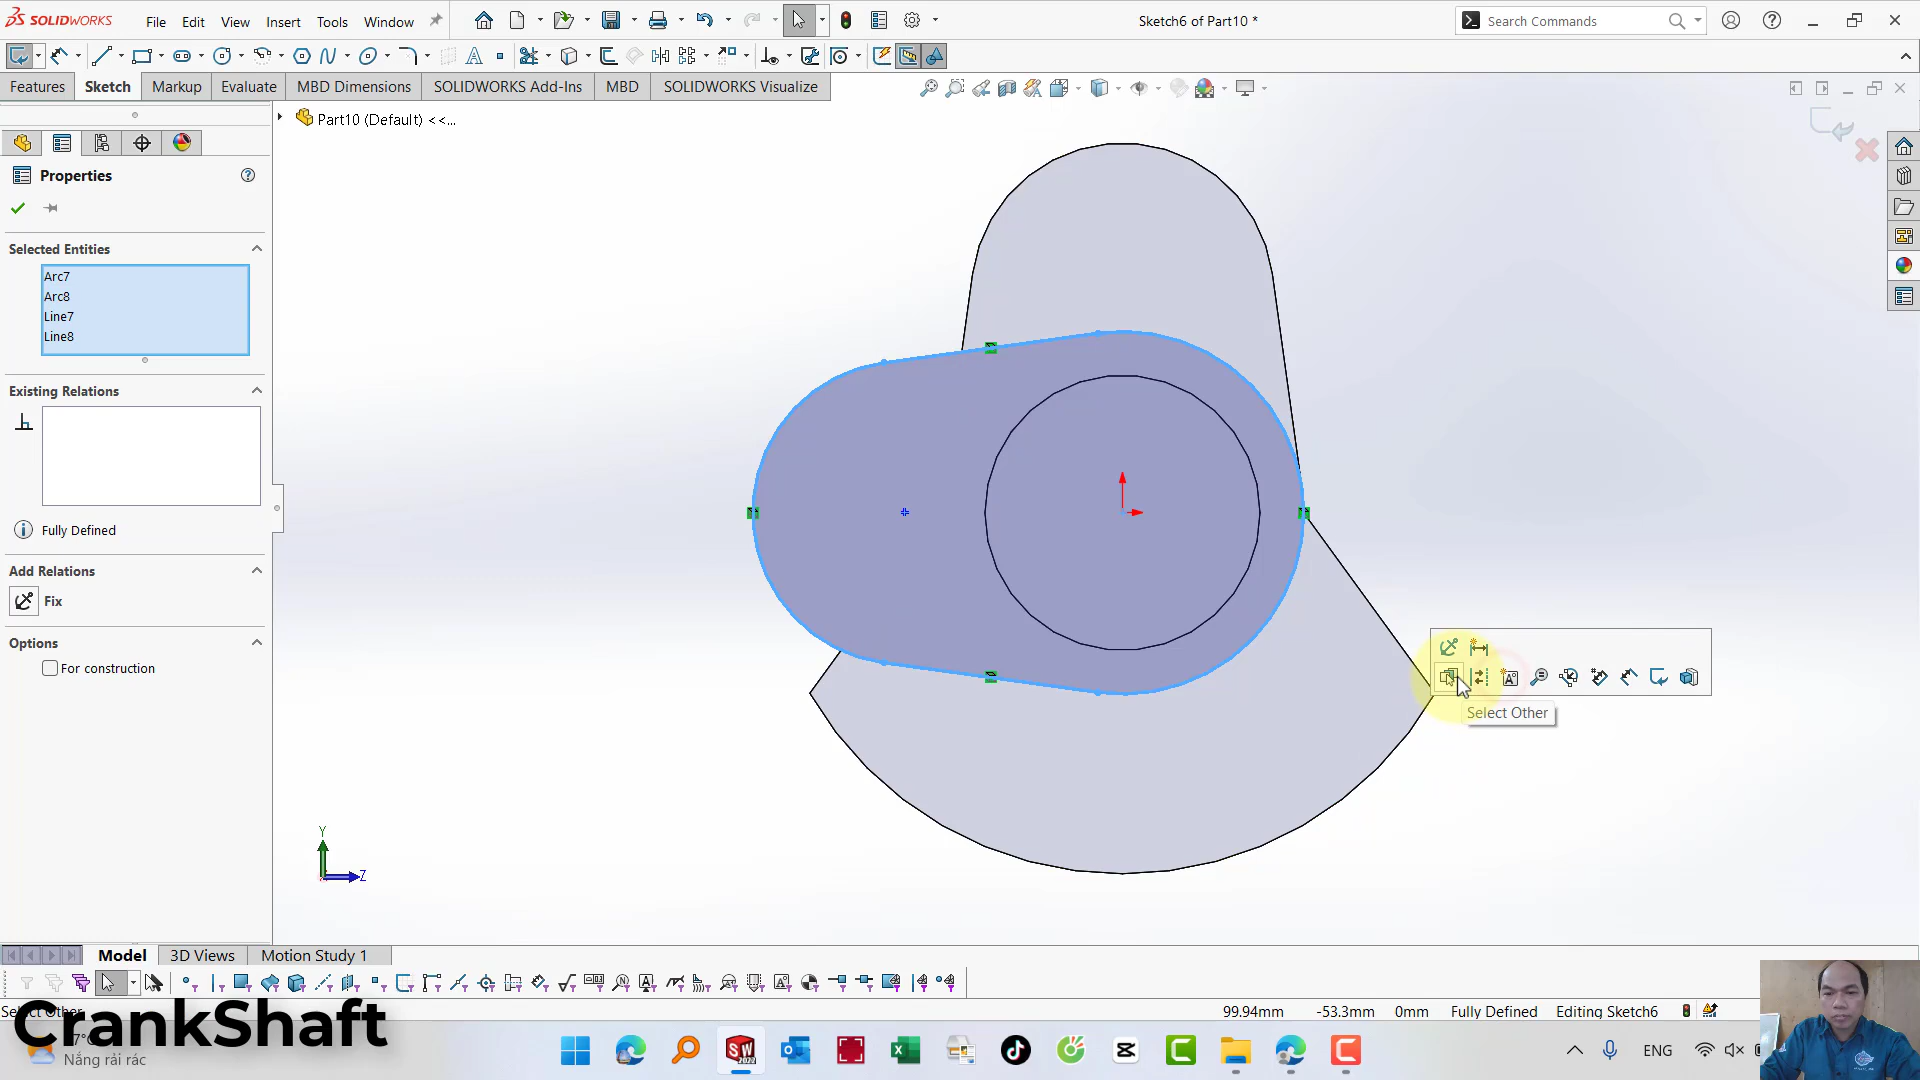 SOLIDWORKS
File
Edit
View
Insert
Tools
Window
Sketch6 of Part10 *
Search Commands
Features
Sketch
Markup
Evaluate
MBD Dimensions
SOLIDWORKS Add-Ins
MBD
SOLIDWORKS Visualize
Part10 (Default) <<...
Properties
Selected Entities
Arc7
Arc8
Line7
Line8
Existing Relations
Fully Defined
Add Relations
Fix
Options
For construction
Select Other
Y
Z
Model
3D Views
Motion Study 1
Select Other
99.94mm
-53.3mm
0mm
Fully Defined
Editing Sketch6
CrankShaft
Nắng rải rác
ENG